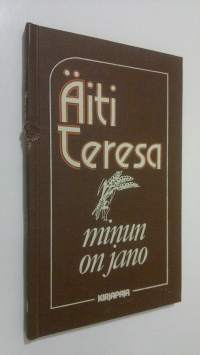 Äiti
Teresa
minun
on jano
KIRJAPAJA